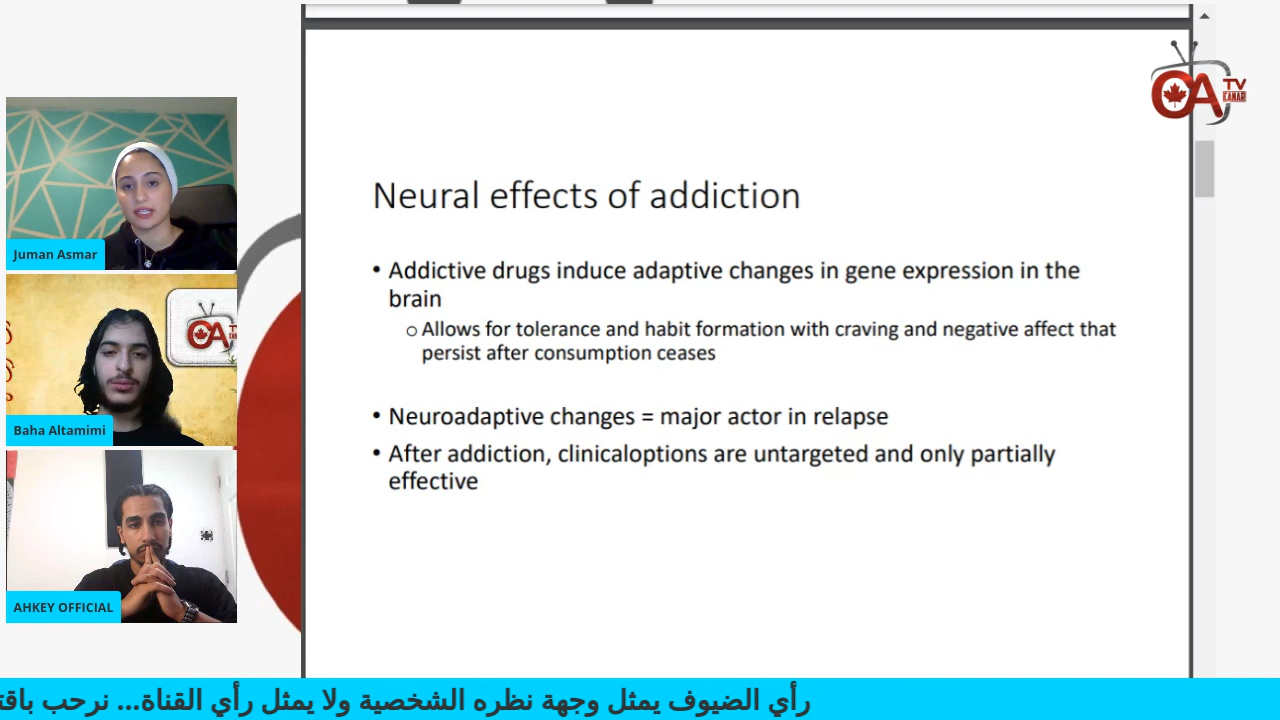 OA TV
CANAR
Neural effects of addiction
• Addictive drugs induce adaptive changes in gene expression in the
brain
o Allows for tolerance and habit formation with craving and negative affect that
persist after consumption ceases
• Neuroadaptive changes = major actor in relapse
• After addiction, clinicaloptions are untargeted and only partially
effective
Juman Asmar
Baha Altamimi
AHKEY OFFICIAL
رأي الضيوف يمثل وجهة نظره الشخصية ولا يمثل رأي القناة... نرحب